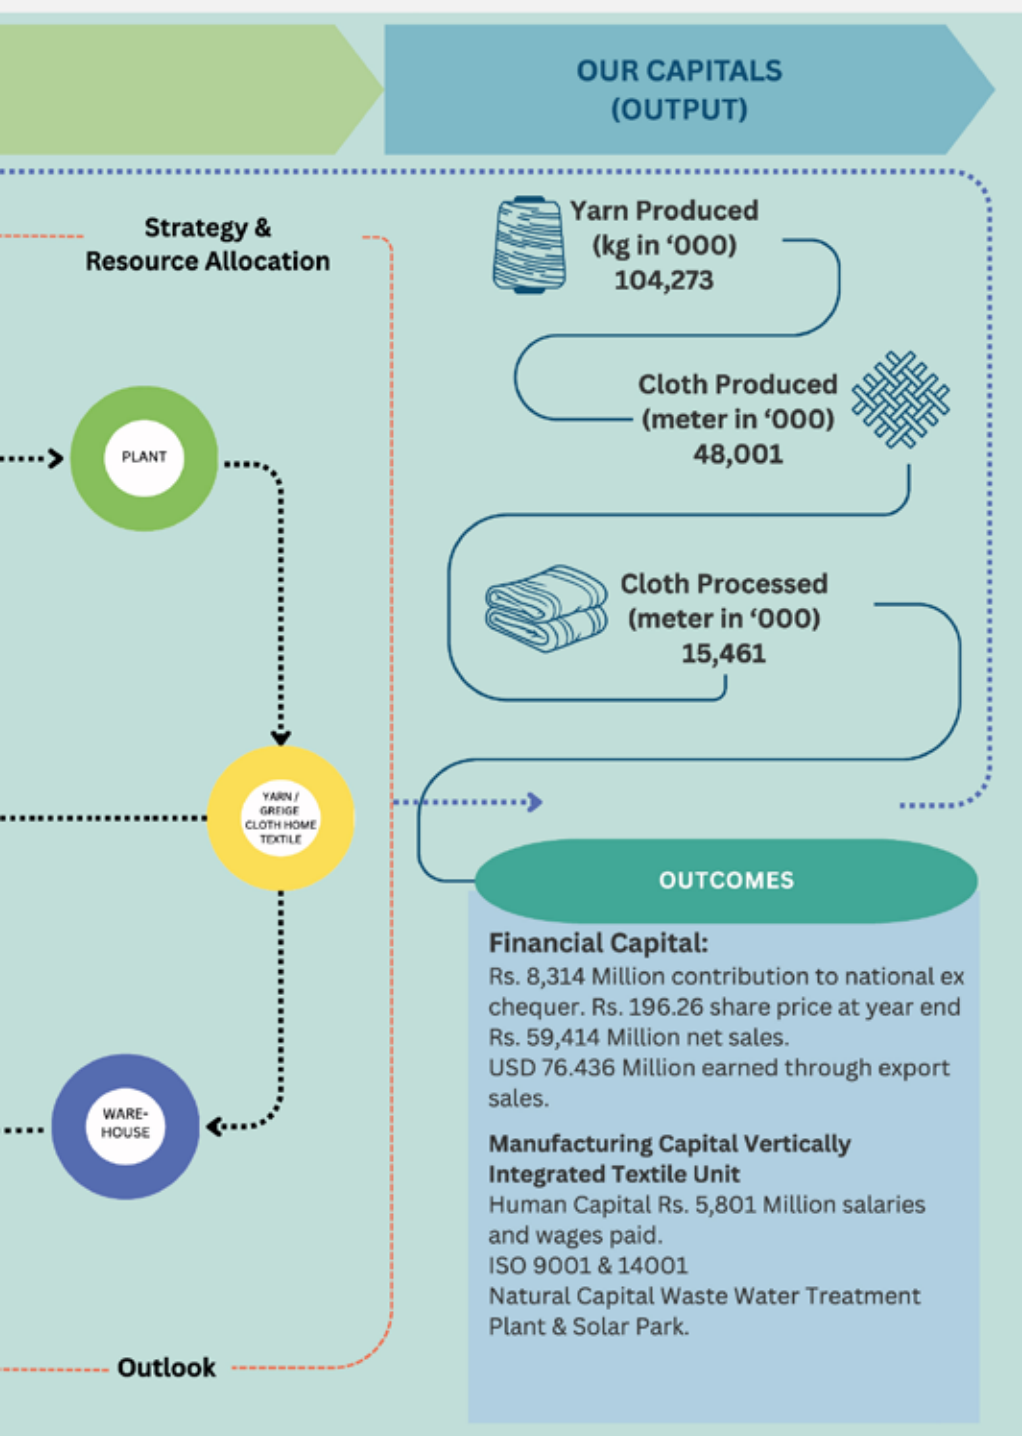 OUR CAPITALS
(OUTPUT)
Strategy &
Resource Allocation
Yarn Produced
(kg in ‘000)
104,273
Cloth Produced
(meter in ‘000)
48,001
PLANT
Cloth Processed
(meter in ‘000)
15,461
YARN /
GREIGE
CLOTH HOME
TEXTILE
OUTCOMES
Financial Capital:
Rs. 8,314 Million contribution to national ex
chequer. Rs. 196.26 share price at year end
Rs. 59,414 Million net sales.
USD 76.436 Million earned through export
sales.
WARE-
HOUSE
Manufacturing Capital Vertically
Integrated Textile Unit
Human Capital Rs. 5,801 Million salaries
and wages paid.
ISO 9001 & 14001
Natural Capital Waste Water Treatment
Plant & Solar Park.
Outlook